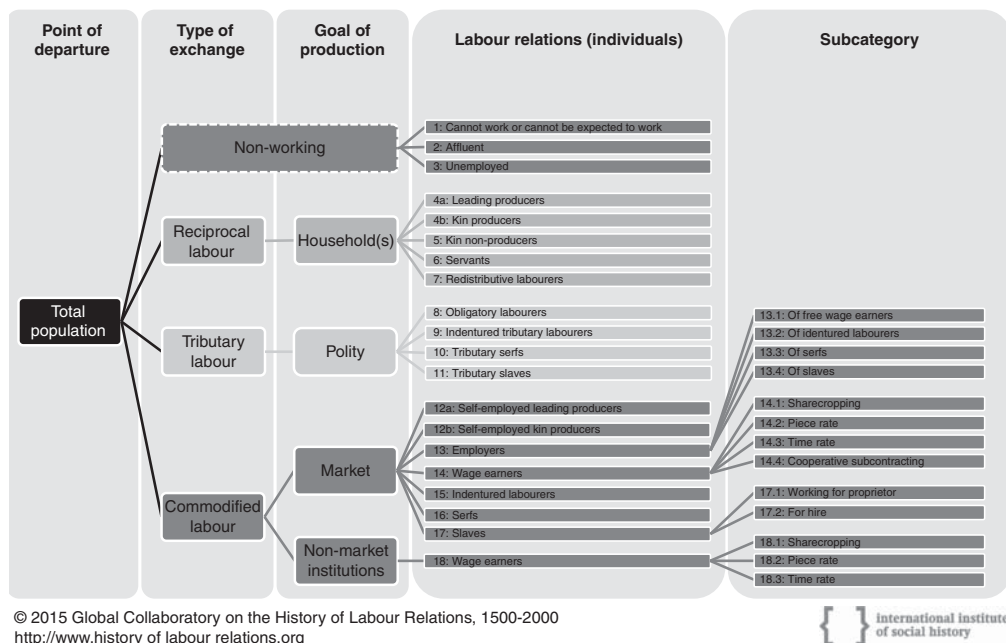 Point of
departure
Type of
exchange
Goal of
production
Labour relations (individuals)
Subcategory
Total
population
Non-working
Reciprocal
labour
Household(s)
Tributary
labour
Polity
Commodified
labour
Market
Non-market
institutions
1: Cannot work or cannot be expected to work
2: Affluent
3: Unemployed
4a: Leading producers
4b: Kin producers
5: Kin non-producers
6: Servants
7: Redistributive labourers
8: Obligatory labourers
9: Indentured tributary labourers
10: Tributary serfs
11: Tributary slaves
12a: Self-employed leading producers
12b: Self-employed kin producers
13: Employers
14: Wage earners
15: Indentured labourers
16: Serfs
17: Slaves
18: Wage earners
13.1: Of free wage earners
13.2: Of identured labourers
13.3: Of serfs
13.4: Of slaves
14.1: Sharecropping
14.2: Piece rate
14.3: Time rate
14.4: Cooperative subcontracting
17.1: Working for proprietor
17.2: For hire
18.1: Sharecropping
18.2: Piece rate
18.3: Time rate
© 2015 Global Collaboratory on the History of Labour Relations, 1500-2000
http://www.history of labour relations.org
{ } international institute
of social history